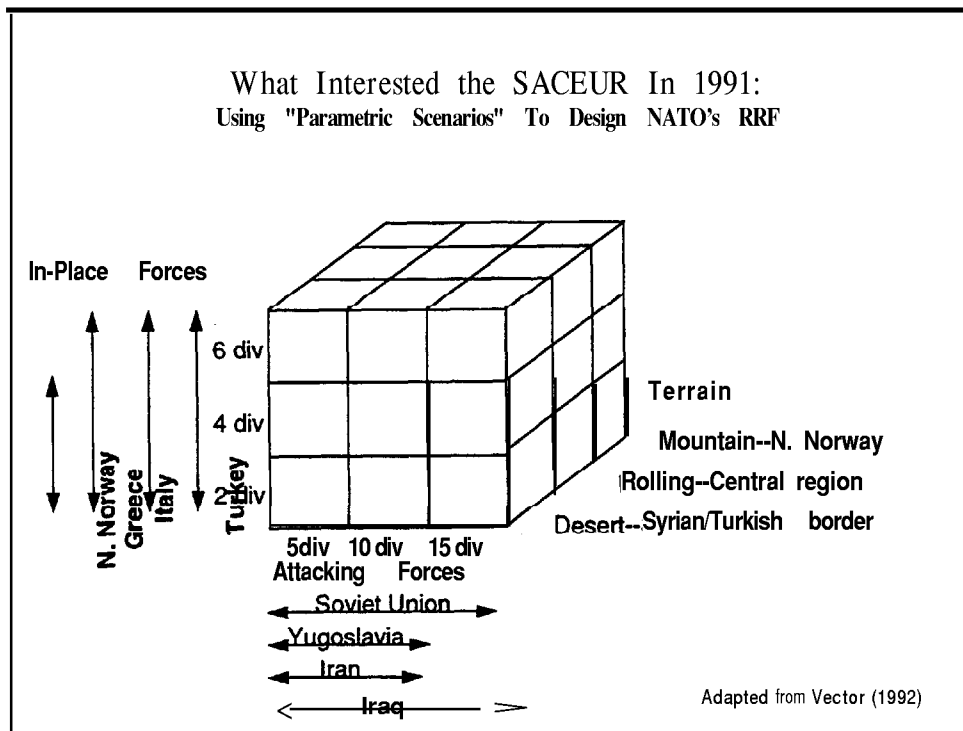 What Interested the SACEUR In 1991:
Using "Parametric Scenarios" To Design NATO's RRF
In-Place Forces
6 div
4 div
2 div
N. Norway
Greece
Italy
Turkey
Terrain
Mountain--N. Norway
Rolling--Central region
Desert--Syrian/Turkish border
5div 10 div 15 div
Attacking Forces
Soviet Union
Yugoslavia
Iran
Iraq
Adapted from Vector (1992)